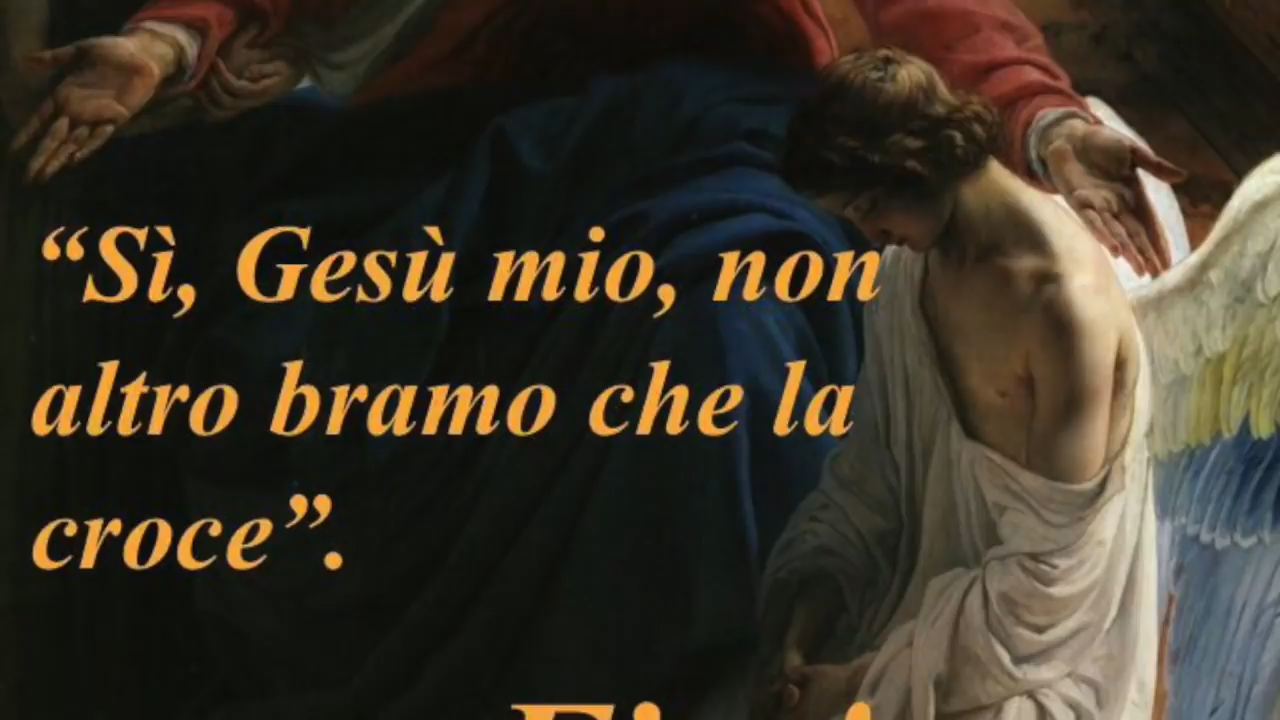 “Sì, Gesù mio, non
altro bramo che la
croce”.